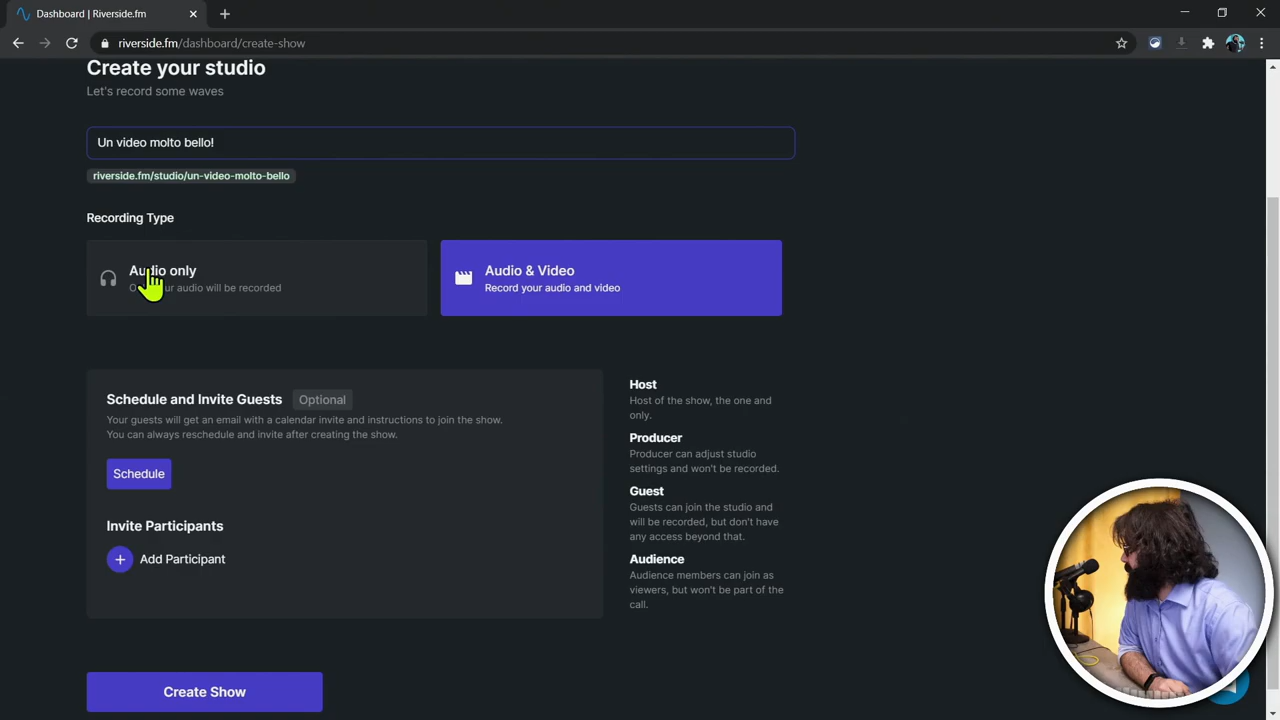 Dashboard | Riverside.fm
riverside.fm/dashboard/create-show
Create your studio
Let's record some waves
Un video molto bello!
riverside.fm/studio/un-video-molto-bello
Recording Type
Audio only
audio will be recorded
Audio & Video
Record your audio and video
Schedule and Invite Guests
Optional
Your guests will get an email with a calendar invite and instructions to join the show.
You can always reschedule and invite after creating the show.
Schedule
Invite Participants
+ Add Participant
Host
Host of the show, the one and
only.
Producer
Producer can adjust studio
settings and won't be recorded.
Guest
Guests can join the studio and
will be recorded, but don't have
any access beyond that.
Audience
Audience members can join as
viewers, but won't be part of the
call.
Create Show